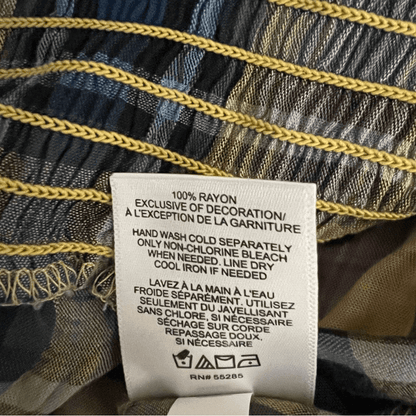 100% RAYON
EXCLUSIVE OF DECORATION/
À L'EXCEPTION DE LA GARNITURE
HAND WASH COLD SEPARATELY
ONLY NON-CHLORINE BLEACH
WHEN NEEDED. LINE DRY
COOL IRON IF NEEDED
LAVEZ À LA MAIN À L'EAU
FROIDE SÉPARÉMENT. UTILISEZ
SEULEMENT DU JAVELLISANT
SANS CHLORE, SI NÉCESSAIRE
SÉCHAGE SUR CORDE
REPASSAGE DOUX,
SI NÉCESSAIRE
RN# 55285